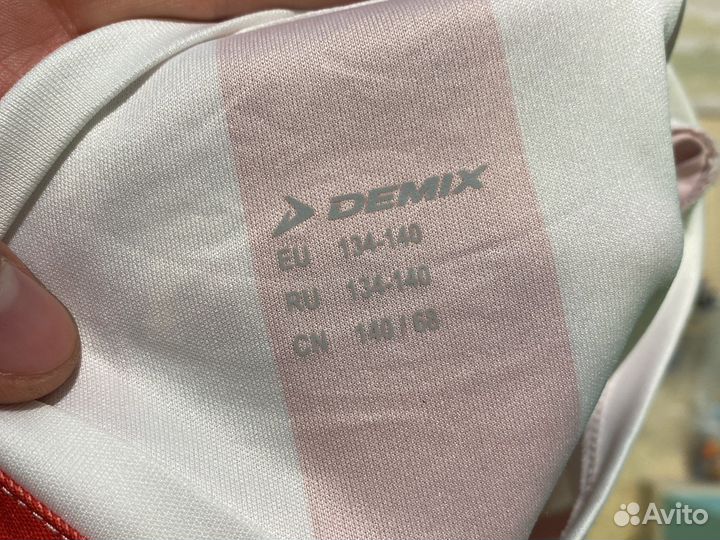 DEMIX
EU 134-140
RU 134-140
CN 140 / 68
Avito